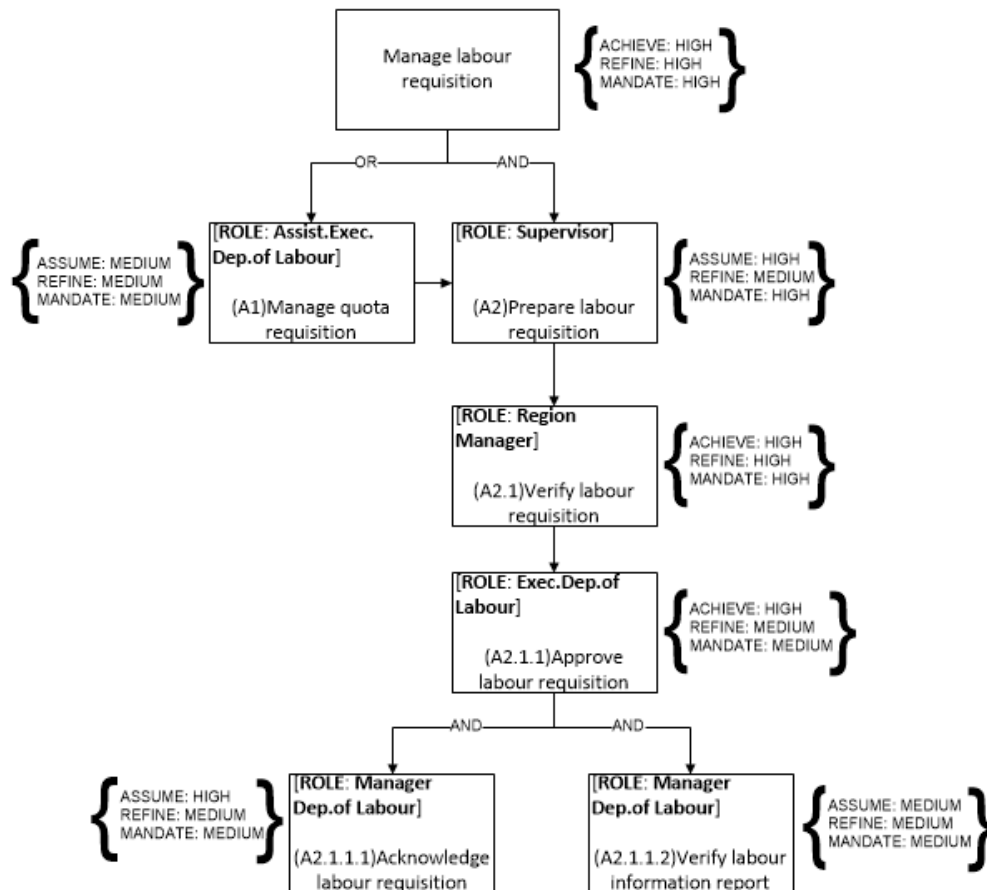 Manage labour
requisition
ACHIEVE: HIGH
REFINE: HIGH
MANDATE: HIGH
OR
AND
[ROLE: Assist.Exec.
Dep.of Labour]
(A1)Manage quota
requisition
ASSUME: MEDIUM
REFINE: MEDIUM
MANDATE: MEDIUM
[ROLE: Supervisor]
(A2)Prepare labour
requisition
ASSUME: HIGH
REFINE: MEDIUM
MANDATE: HIGH
[ROLE: Region
Manager]
(A2.1)Verify labour
requisition
ACHIEVE: HIGH
REFINE: HIGH
MANDATE: HIGH
[ROLE: Exec.Dep.of
Labour]
(A2.1.1)Approve
labour requisition
ACHIEVE: HIGH
REFINE: MEDIUM
MANDATE: MEDIUM
AND
AND
ASSUME: HIGH
REFINE: MEDIUM
MANDATE: MEDIUM
[ROLE: Manager
Dep.of Labour]
(A2.1.1.1)Acknowledge
labour requisition
[ROLE: Manager
Dep.of Labour]
(A2.1.1.2)Verify labour
information report
ASSUME: MEDIUM
REFINE: MEDIUM
MANDATE: MEDIUM